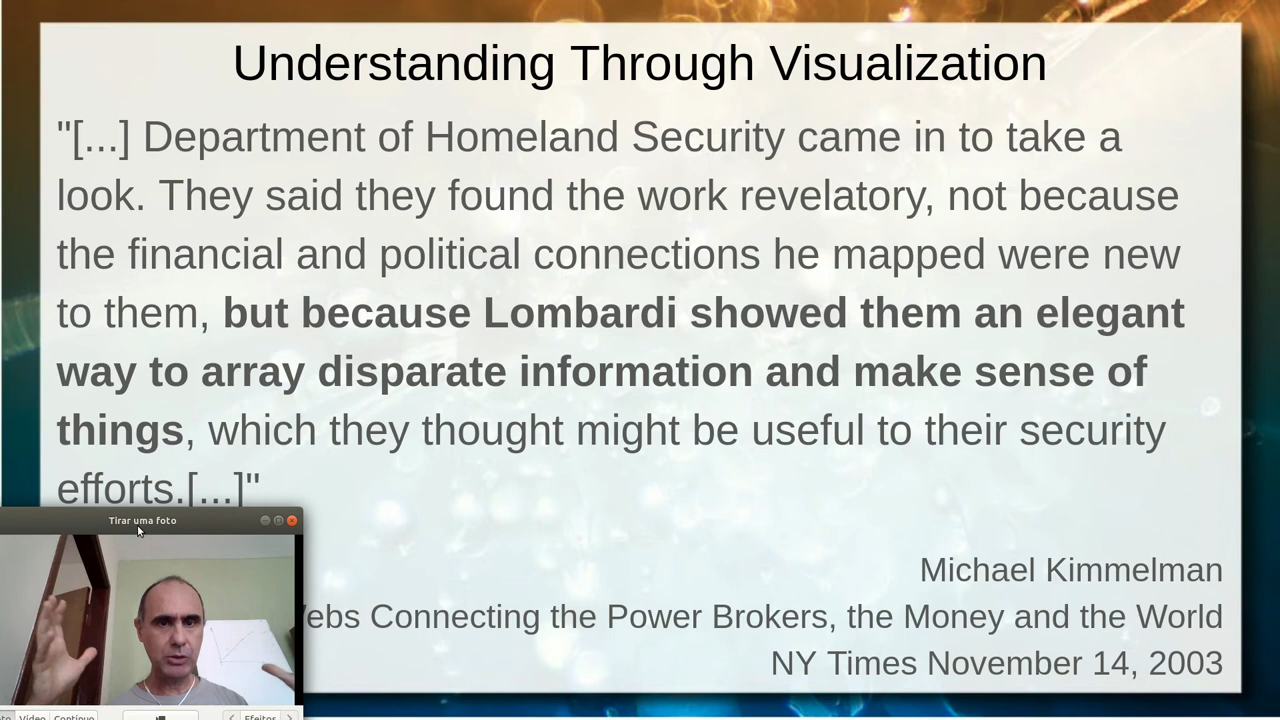 Understanding Through Visualization
"[...] Department of Homeland Security came in to take a
look. They said they found the work revelatory, not because
the financial and political connections he mapped were new
to them, but because Lombardi showed them an elegant
way to array disparate information and make sense of
things, which they thought might be useful to their security
efforts.[...]"
Tirar uma foto
Michael Kimmelman
Connecting the Power Brokers, the Money and the World
NY Times November 14, 2003
Vídeo Contínuo Efeitos